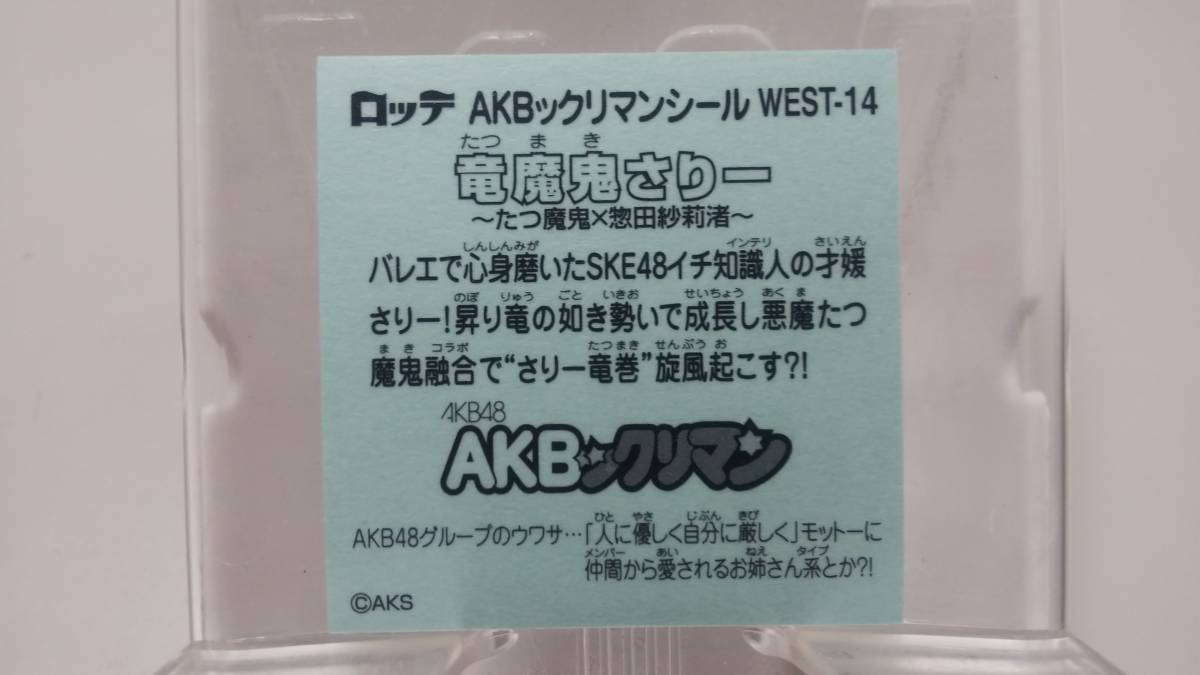 ロッテ AKBックリマンシール WEST-14
たつ ま き
竜魔鬼さりー
～たつ魔鬼×惣田紗莉渚～
しんしんみが インテリ さいえん
バレエで心身磨いたSKE48イチ知識人の才媛
のぼ りゅう ごと いきお せいちょう あくま
さりー!昇り竜の如き勢いで成長し悪魔たつ
まき コラボ たつまき せんぷう お
魔鬼融合で“さりー竜巻”旋風起こす?!
AKB48
AKBックリマン
ひと やさ じぶん きび
AKB48グループのウワサ…「人に優しく自分に厳しく」モットーに
メンバー あい ねえ タイプ
仲間から愛されるお姉さん系とか?!
©AKS